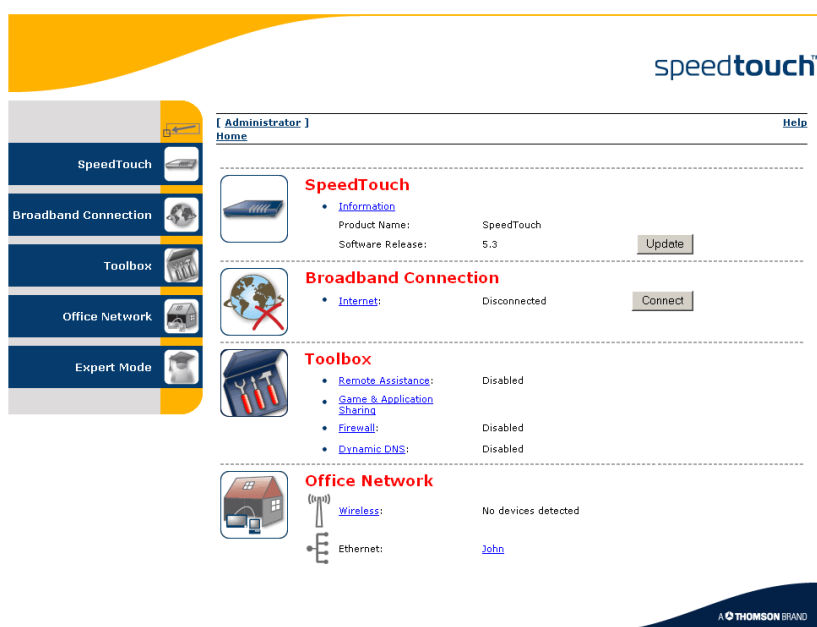 speedtouch™
[ Administrator ] Help
Home
SpeedTouch
Broadband Connection
Toolbox
Office Network
Expert Mode
SpeedTouch
• Information
Product Name: SpeedTouch
Software Release: 5.3 Update
Broadband Connection
• Internet: Disconnected Connect
Toolbox
• Remote Assistance: Disabled
• Game & Application
Sharing
• Firewall: Disabled
• Dynamic DNS: Disabled
Office Network
Wireless: No devices detected
Ethernet: John
A THOMSON BRAND